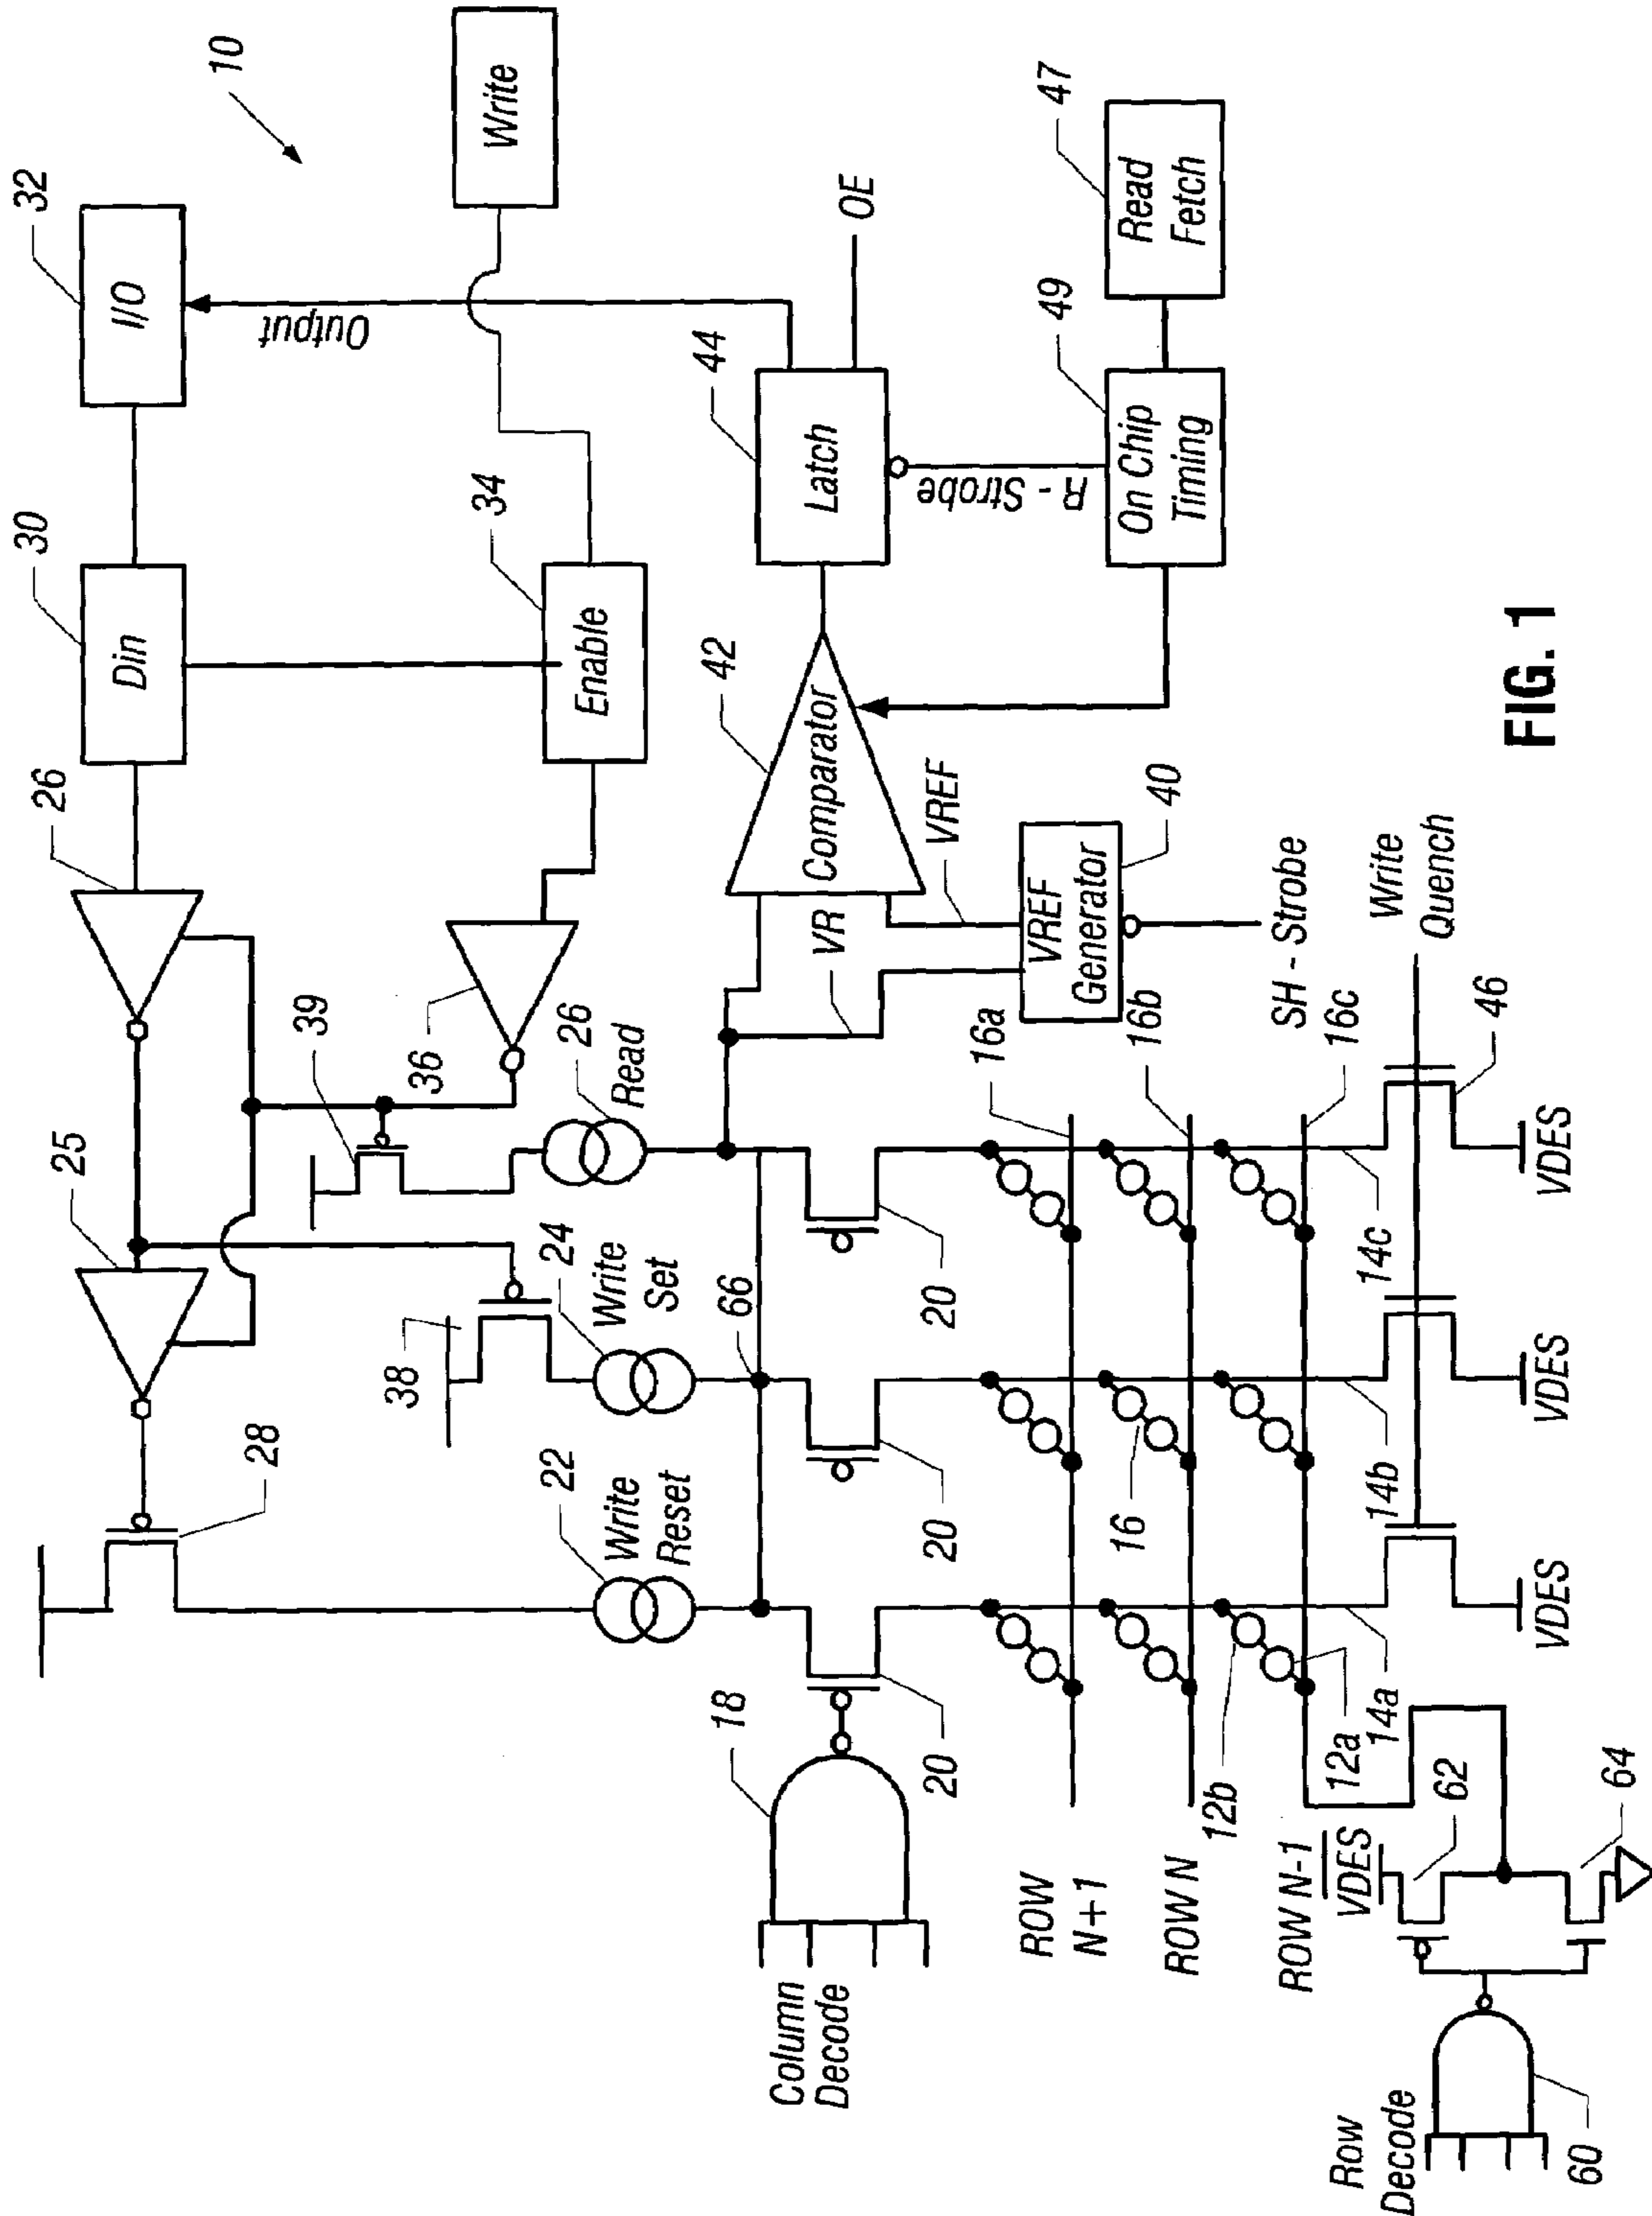 10
32
I/O
Write
Output
30
Din
34
Enable
26
36
25
39
26
Read
38
24
Write
Set
28
22
Write
Reset
66
44
Latch
OE
R - Strobe
47
Read
Fetch
49
On Chip
Timing
42
Comparator
VR
VREF
VREF
Generator
40
SH - Strobe
18
Column
Decode
20
20
20
16a
16b
16c
16
12b
12a
14a
14b
14c
Write
Quench
46
VDES
VDES
VDES
ROW
N+1
ROW N
ROW N-1
VDES
62
64
Row
Decode
60
FIG. 1